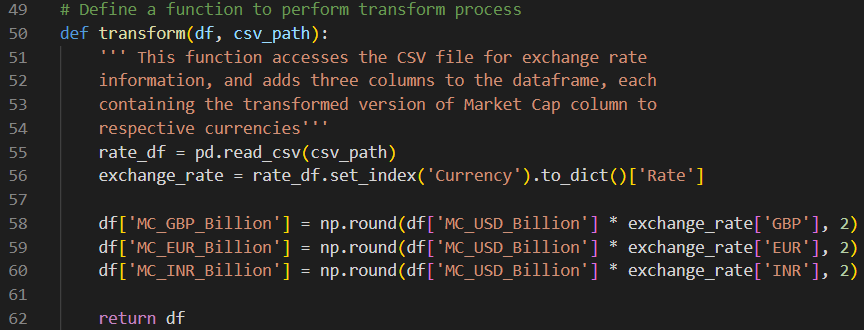 49 # Define a function to perform transform process
50 def transform(df, csv_path):
51 ''' This function accesses the CSV file for exchange rate
52 information, and adds three columns to the dataframe, each
53 containing the transformed version of Market Cap column to
54 respective currencies'''
55 rate_df = pd.read_csv(csv_path)
56 exchange_rate = rate_df.set_index('Currency').to_dict()['Rate']
57
58 df['MC_GBP_Billion'] = np.round(df['MC_USD_Billion'] * exchange_rate['GBP'], 2)
59 df['MC_EUR_Billion'] = np.round(df['MC_USD_Billion'] * exchange_rate['EUR'], 2)
60 df['MC_INR_Billion'] = np.round(df['MC_USD_Billion'] * exchange_rate['INR'], 2)
61
62 return df